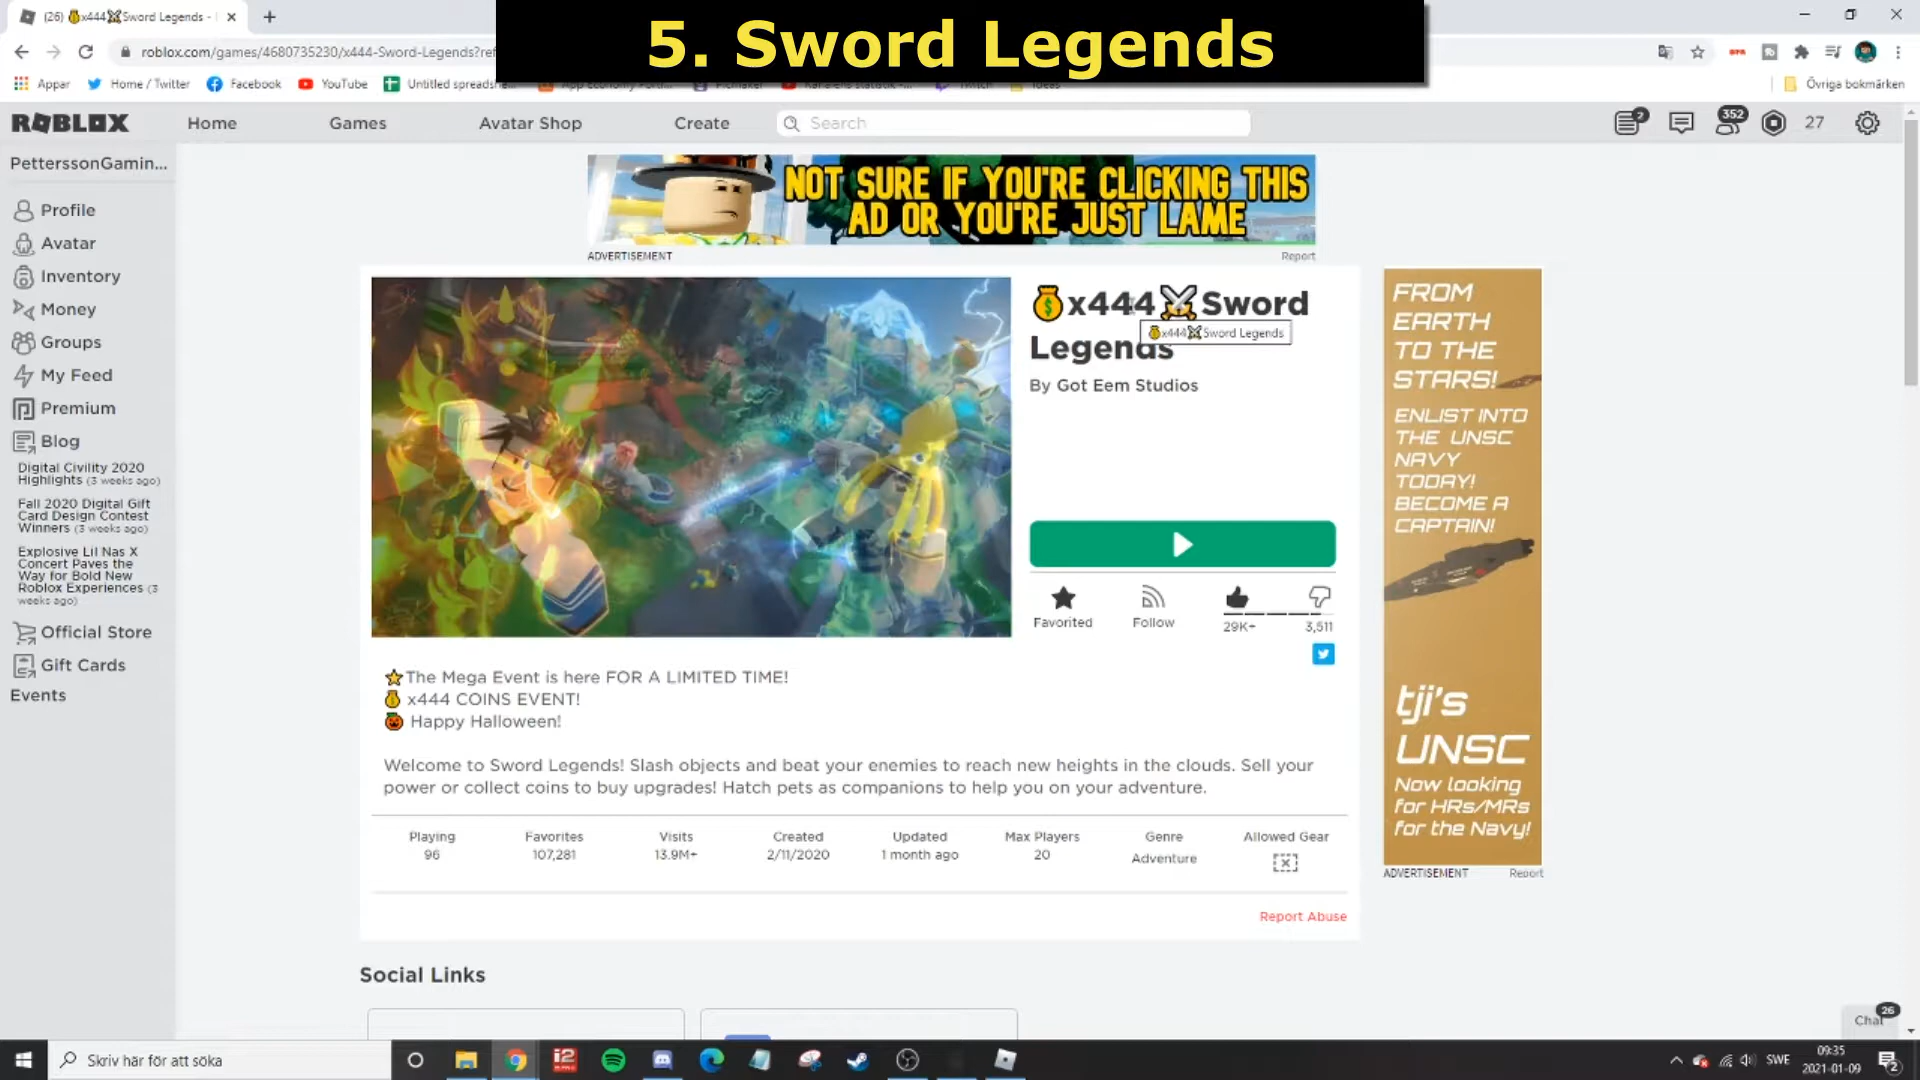 (26) 💰x444⚔Sword Legends -
5. Sword Legends
roblox.com/games/4680735230/x444-Sword-Legends?ref
Appar
Home / Twitter
Facebook
YouTube
Untitled spreadshe...
Övriga bokmärken
ROBLOX
Home
Games
Avatar Shop
Create
Search
2
352
27
PetterssonGamin...
Profile
Avatar
Inventory
Money
Groups
My Feed
Premium
Blog
Digital Civility 2020
Highlights (3 weeks ago)
Fall 2020 Digital Gift
Card Design Contest
Winners (3 weeks ago)
Explosive Lil Nas X
Concert Paves the
Way for Bold New
Roblox Experiences (3
weeks ago)
Official Store
Gift Cards
Events
NOT SURE IF YOU'RE CLICKING THIS
AD OR YOU'RE JUST LAME
ADVERTISEMENT
Report
💰x444⚔Sword
Legends
💰x444⚔Sword Legends
By Got Eem Studios
Favorited
Follow
29K+
3,511
⭐The Mega Event is here FOR A LIMITED TIME!
💰 x444 COINS EVENT!
🎃 Happy Halloween!
Welcome to Sword Legends! Slash objects and beat your enemies to reach new heights in the clouds. Sell your
power or collect coins to buy upgrades! Hatch pets as companions to help you on your adventure.
Playing
96
Favorites
107,281
Visits
13.9M+
Created
2/11/2020
Updated
1 month ago
Max Players
20
Genre
Adventure
Allowed Gear
Report Abuse
FROM
EARTH
TO THE
STARS!
ENLIST INTO
THE UNSC
NAVY
TODAY!
BECOME A
CAPTAIN!
tji's
UNSC
Now looking
for HRs/MRs
for the Navy!
ADVERTISEMENT
Report
Social Links
Chat
26
Skriv här för att söka
SWE
09:35
2021-01-09
2